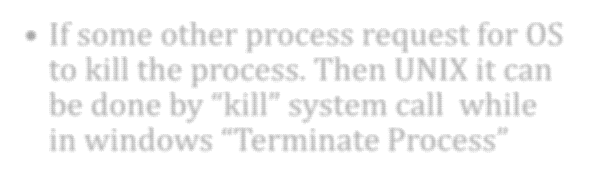 • If some other process request for OS
to kill the process. Then UNIX it can
be done by “kill” system call while
in windows “Terminate Process”